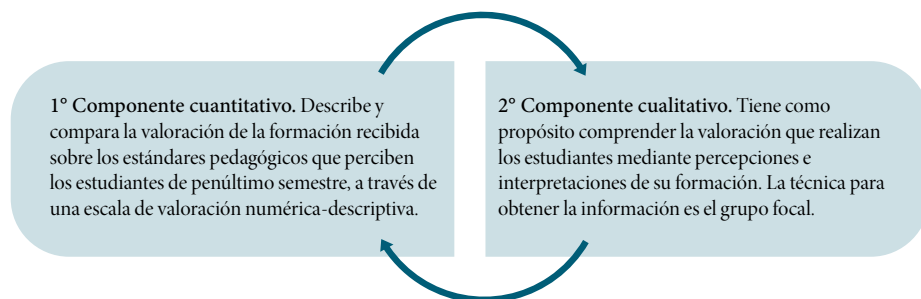 1° Componente cuantitativo. Describe y
compara la valoración de la formación recibida
sobre los estándares pedagógicos que perciben
los estudiantes de penúltimo semestre, a través de
una escala de valoración numérica-descriptiva.
2° Componente cualitativo. Tiene como
propósito comprender la valoración que realizan
los estudiantes mediante percepciones e
interpretaciones de su formación. La técnica para
obtener la información es el grupo focal.